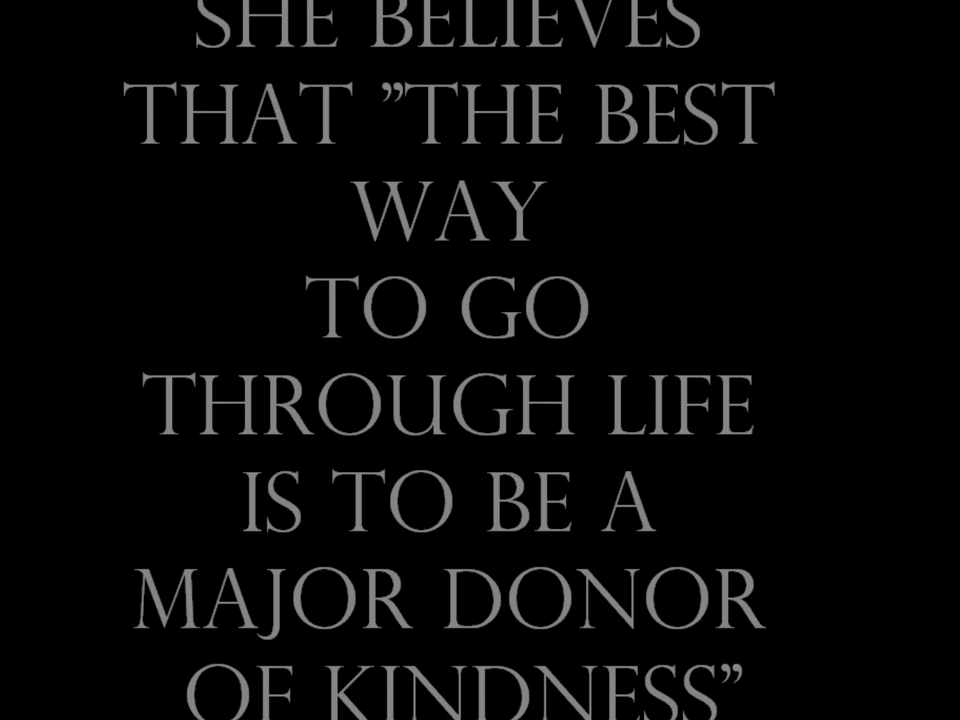 SHE BELIEVES
THAT ”THE BEST
WAY
TO GO
THROUGH LIFE
IS TO BE A
MAJOR DONOR
OF KINDNESS”